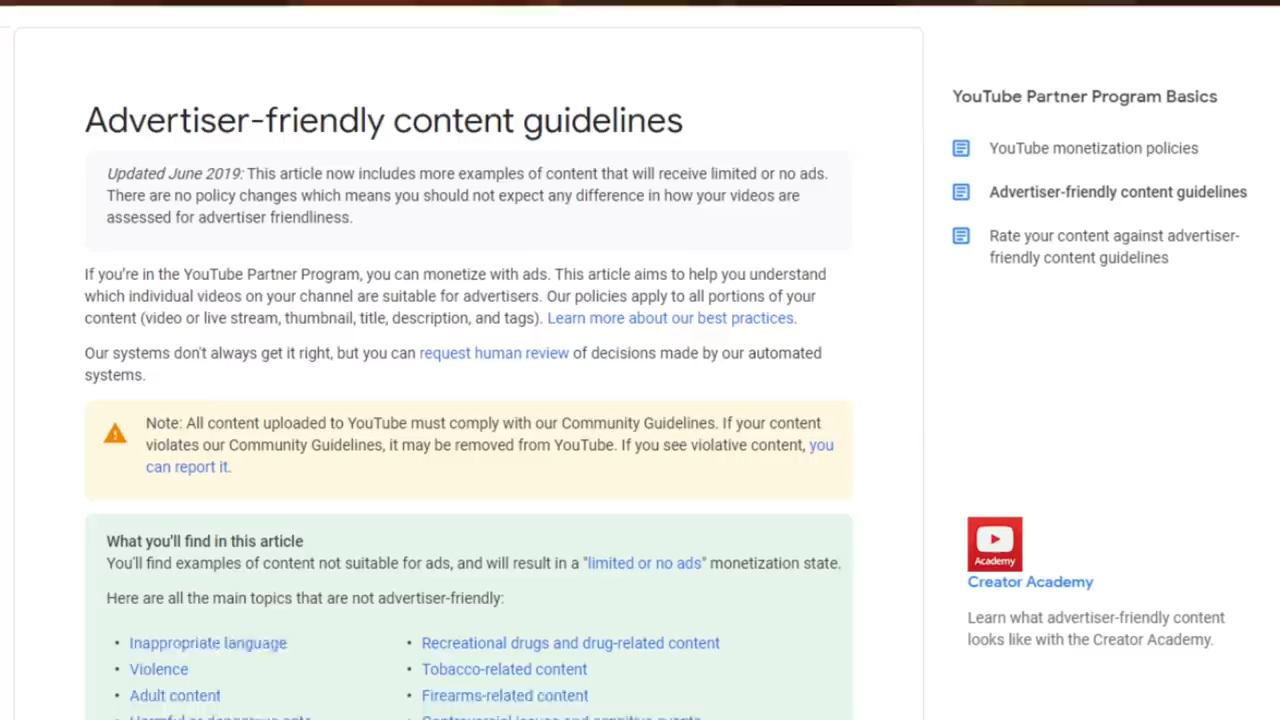 Advertiser-friendly content guidelines
Updated June 2019: This article now includes more examples of content that will receive limited or no ads.
There are no policy changes which means you should not expect any difference in how your videos are
assessed for advertiser friendliness.
If you're in the YouTube Partner Program, you can monetize with ads. This article aims to help you understand
which individual videos on your channel are suitable for advertisers. Our policies apply to all portions of your
content (video or live stream, thumbnail, title, description, and tags). Learn more about our best practices.
Our systems don't always get it right, but you can request human review of decisions made by our automated
systems.
Note: All content uploaded to YouTube must comply with our Community Guidelines. If your content
violates our Community Guidelines, it may be removed from YouTube. If you see violative content, you
can report it.
What you'll find in this article
You'll find examples of content not suitable for ads, and will result in a "limited or no ads" monetization state.
Here are all the main topics that are not advertiser-friendly:
• Inappropriate language
• Violence
• Adult content
• Recreational drugs and drug-related content
• Tobacco-related content
• Firearms-related content
YouTube Partner Program Basics
YouTube monetization policies
Advertiser-friendly content guidelines
Rate your content against advertiser-
friendly content guidelines
Academy
Creator Academy
Learn what advertiser-friendly content
looks like with the Creator Academy.